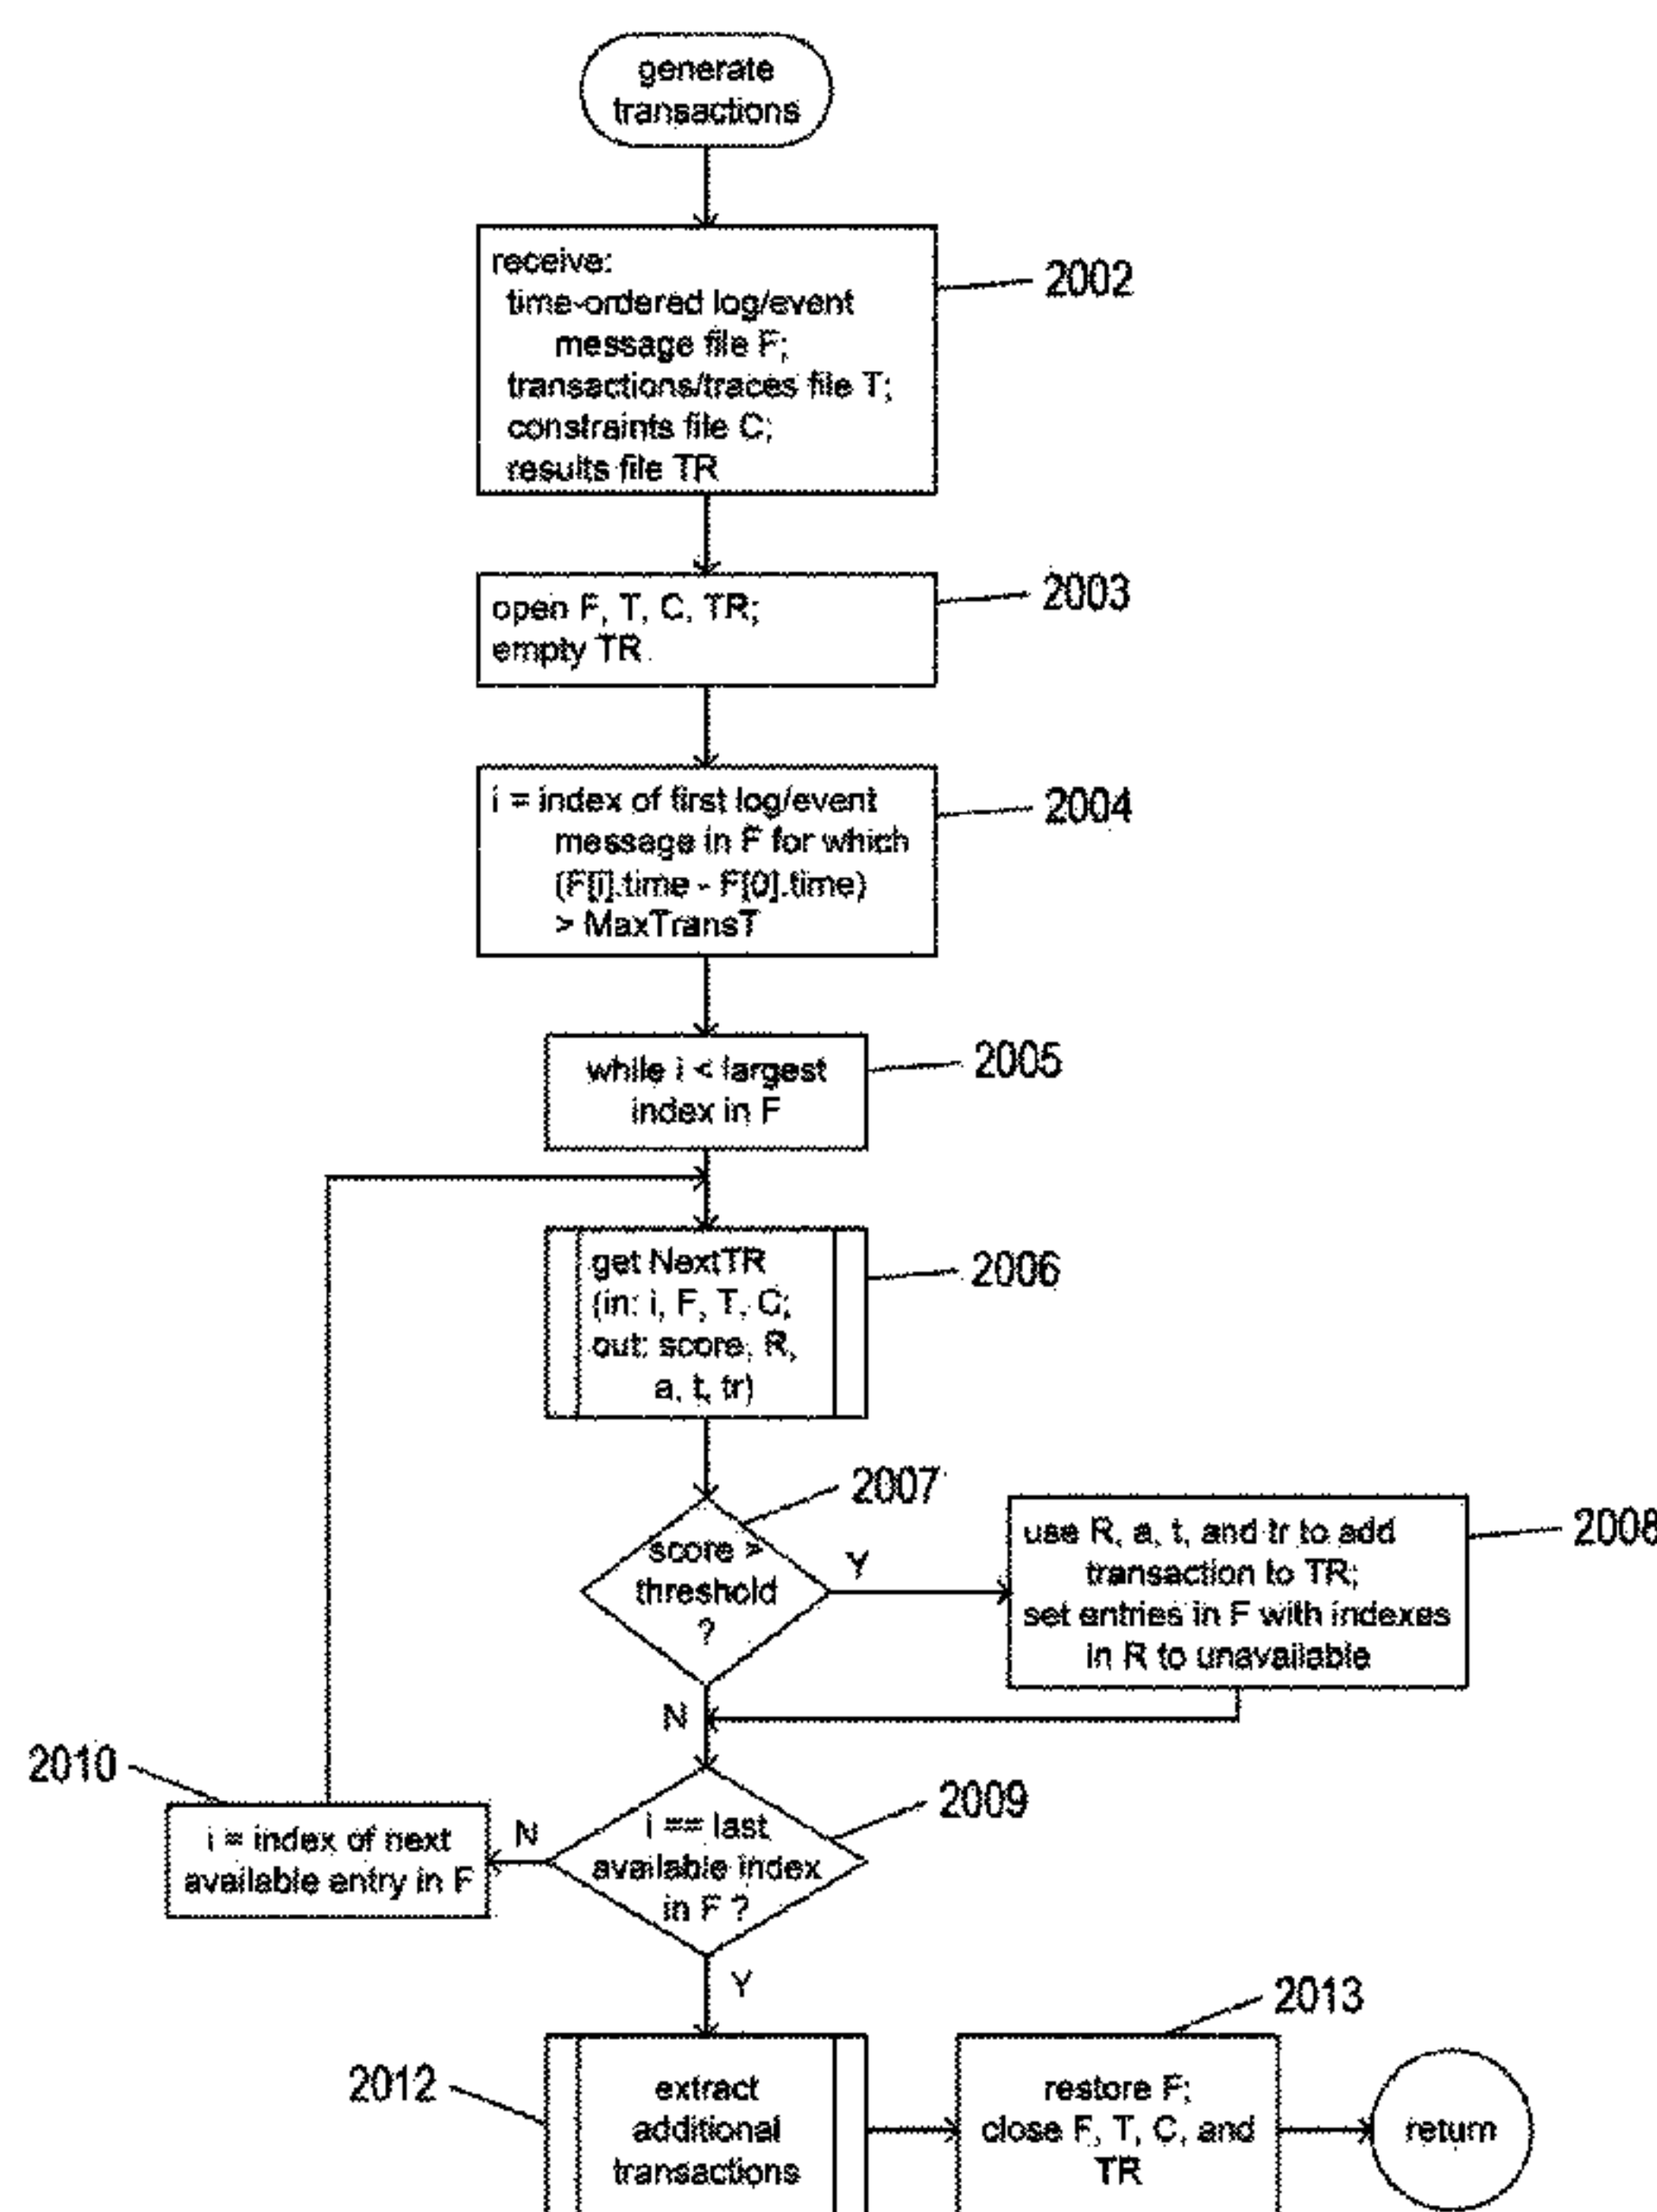 generate
transactions
receive:
time-ordered log/event
message file F;
transactions/traces file T;
constraints file C;
results file TR
2002
open F, T, C, TR;
empty TR
2003
i = index of first log/event
message in F for which
(F[i].time - F[0].time)
> MaxTransT
2004
while i < largest
index in F
2005
get NextTR
(in: i, F, T, C;
out: score, R,
a, t, tr)
2006
2007
score >
threshold
?
Y
use R, a, t, and tr to add
transaction to TR;
set entries in F with indexes
in R to unavailable
2008
N
2010
i = index of next
available entry in F
N
i == last
available index
in F ?
2009
Y
2012
extract
additional
transactions
2013
restore F;
close F, T, C, and
TR
return